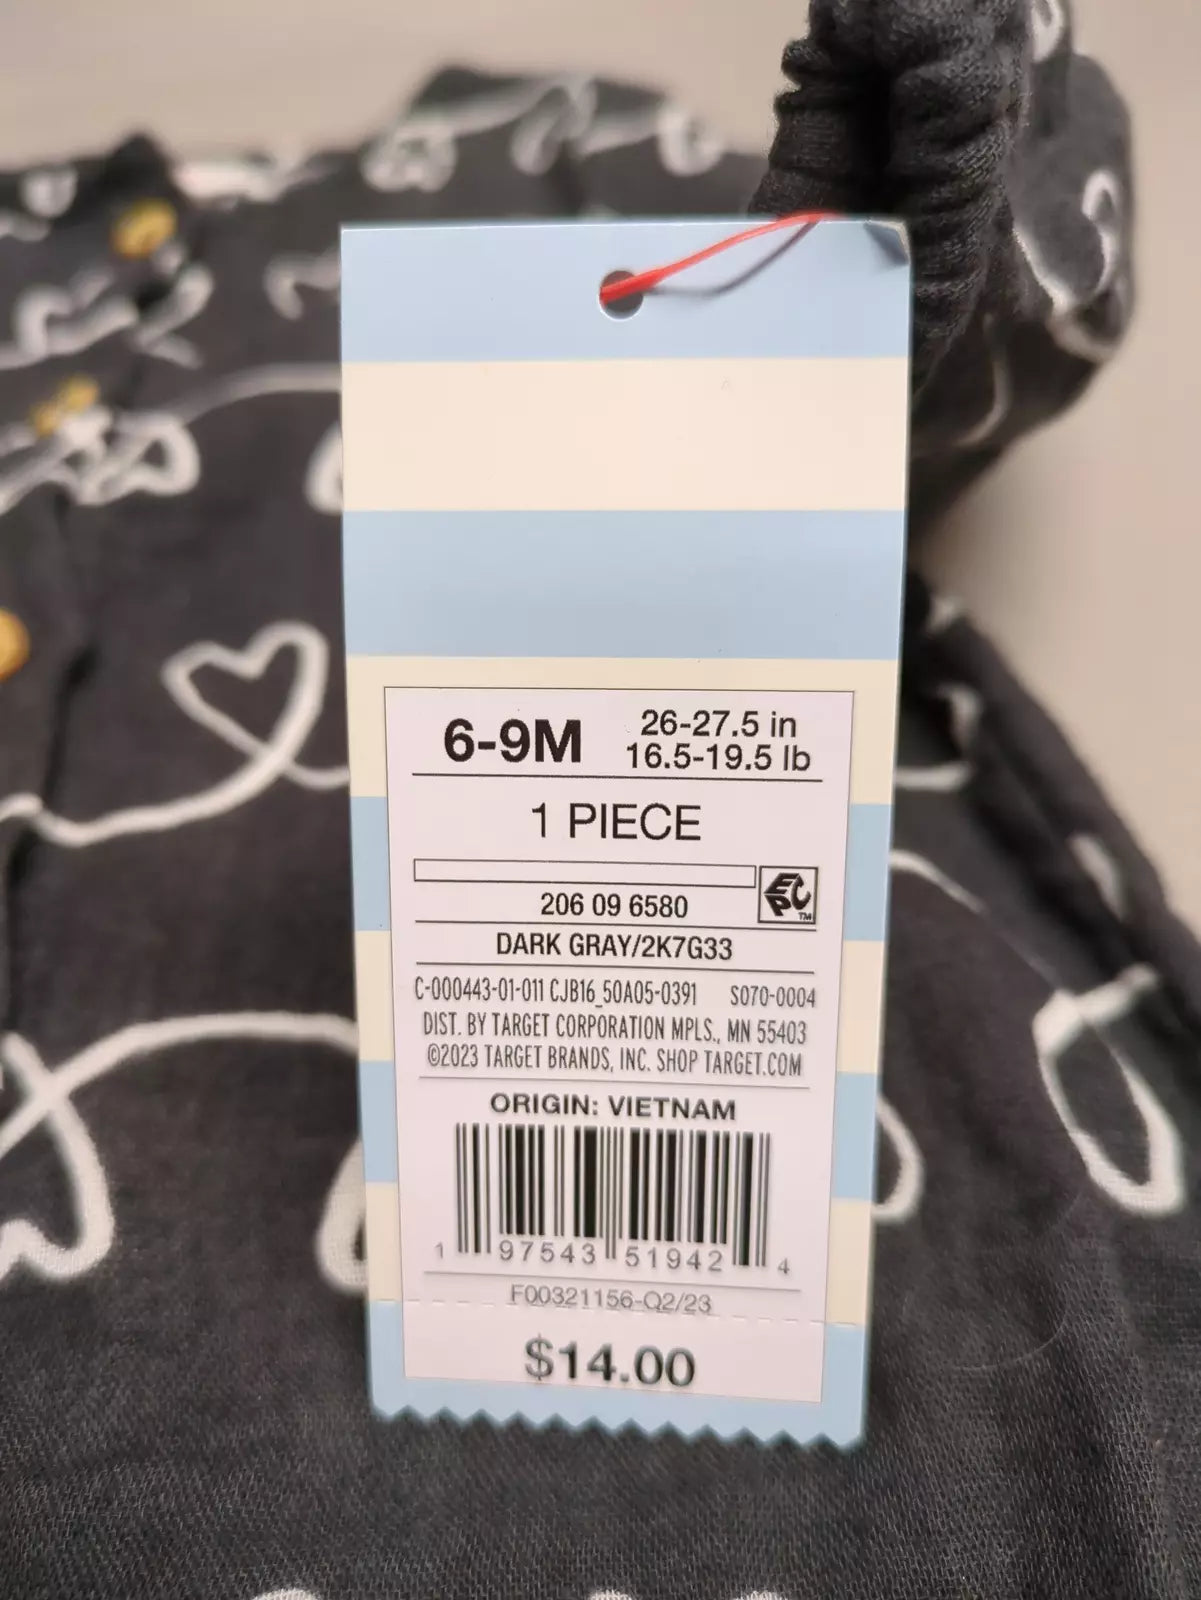 6-9M
26-27.5 in
16.5-19.5 lb
1 PIECE
EPC TM
206 09 6580
DARK GRAY/2K7G33
C-000443-01-011 CJB16_50A05-0391 S070-0004
DIST. BY TARGET CORPORATION MPLS., MN 55403
©2023 TARGET BRANDS, INC. SHOP TARGET.COM
ORIGIN: VIETNAM
1 97543 51942 4
F00321156-Q2/23
$14.00